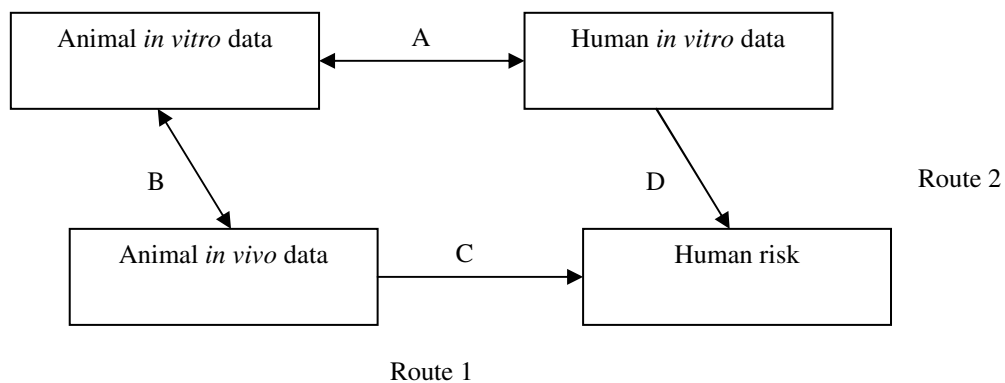 Animal in vitro data
A
Human in vitro data
B
D
Route 2
Animal in vivo data
C
Human risk
Route 1